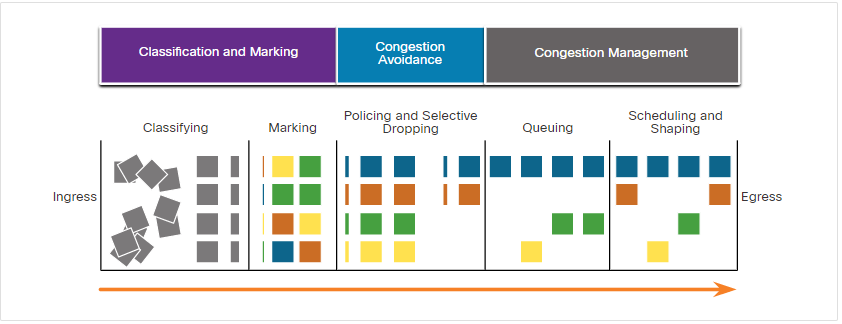 Classification and Marking
Congestion
Avoidance
Congestion Management
Classifying
Marking
Policing and Selective
Dropping
Queuing
Scheduling and
Shaping
Ingress
Egress